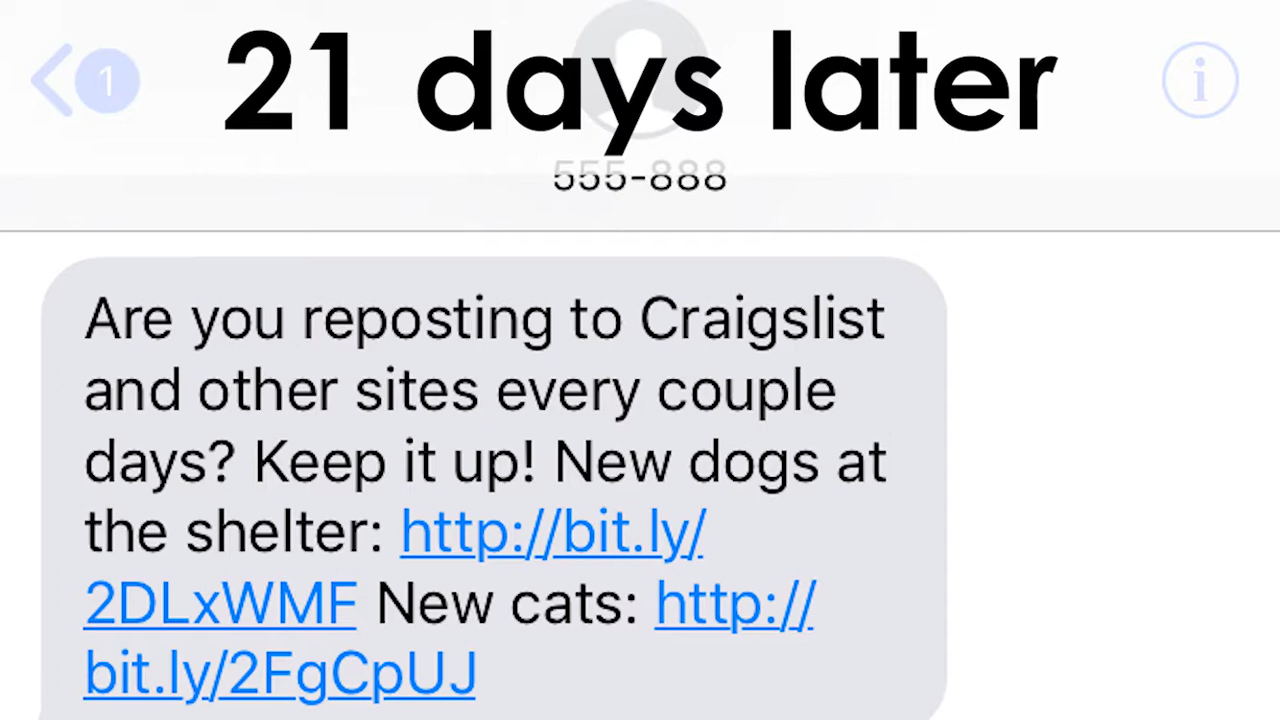 21 days later
1
i
555-888
Are you reposting to Craigslist
and other sites every couple
days? Keep it up! New dogs at
the shelter: http://bit.ly/
2DLxWMF New cats: http://
bit.ly/2FgCpUJ